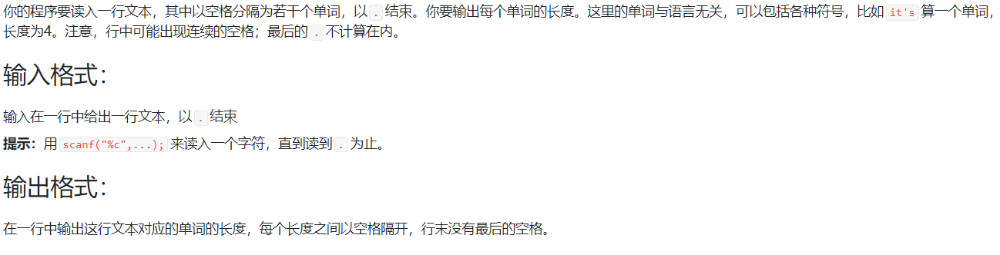 你的程序要读入一行文本，其中以空格分隔为若干个单词，以 . 结束。你要输出每个单词的长度。这里的单词与语言无关，可以包括各种符号，比如 it's 算一个单词，
长度为4。注意，行中可能出现连续的空格；最后的 . 不计算在内。
输入格式：
输入在一行中给出一行文本，以 . 结束
提示：用 scanf("%c",...); 来读入一个字符，直到读到 . 为止。
输出格式：
在一行中输出这行文本对应的单词的长度，每个长度之间以空格隔开，行末没有最后的空格。